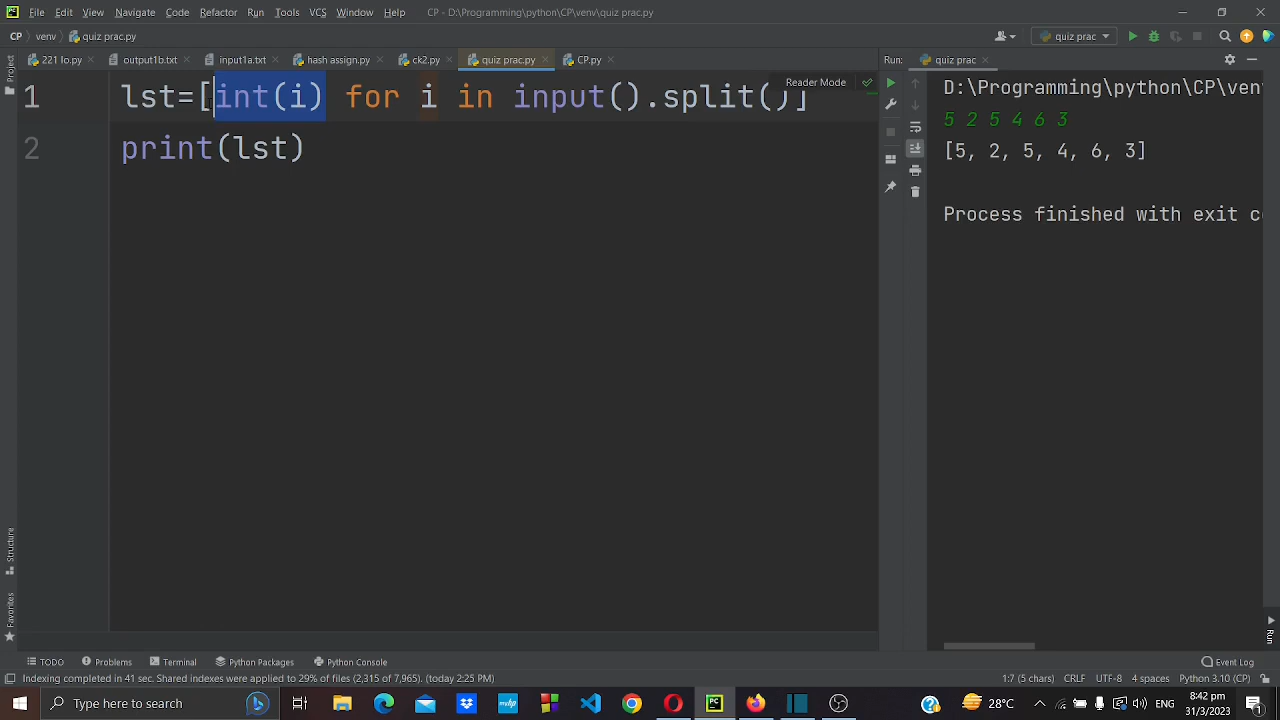 File Edit View Navigate Code Refactor Run Tools VCS Window Help CP - D:\Programming\python\CP\venv\quiz prac.py
CP venv quiz prac.py
quiz prac
221 lo.py output1b.txt input1a.txt hash assign.py ck2.py quiz prac.py CP.py
Run: quiz prac
Project
Reader Mode
1 lst=[int(i) for i in input().split()]
2 print(lst)
D:\Programming\python\CP\venv
5 2 5 4 6 3
[5, 2, 5, 4, 6, 3]
Process finished with exit c
Structure
Favorites
Run
TODO Problems Terminal Python Packages Python Console Event Log
Indexing completed in 41 sec. Shared indexes were applied to 29% of files (2,315 of 7,965). (today 2:25 PM) 1:7 (5 chars) CRLF UTF-8 4 spaces Python 3.10 (CP)
Type here to search
PC
28°C
ENG
8:42 pm
31/3/2023